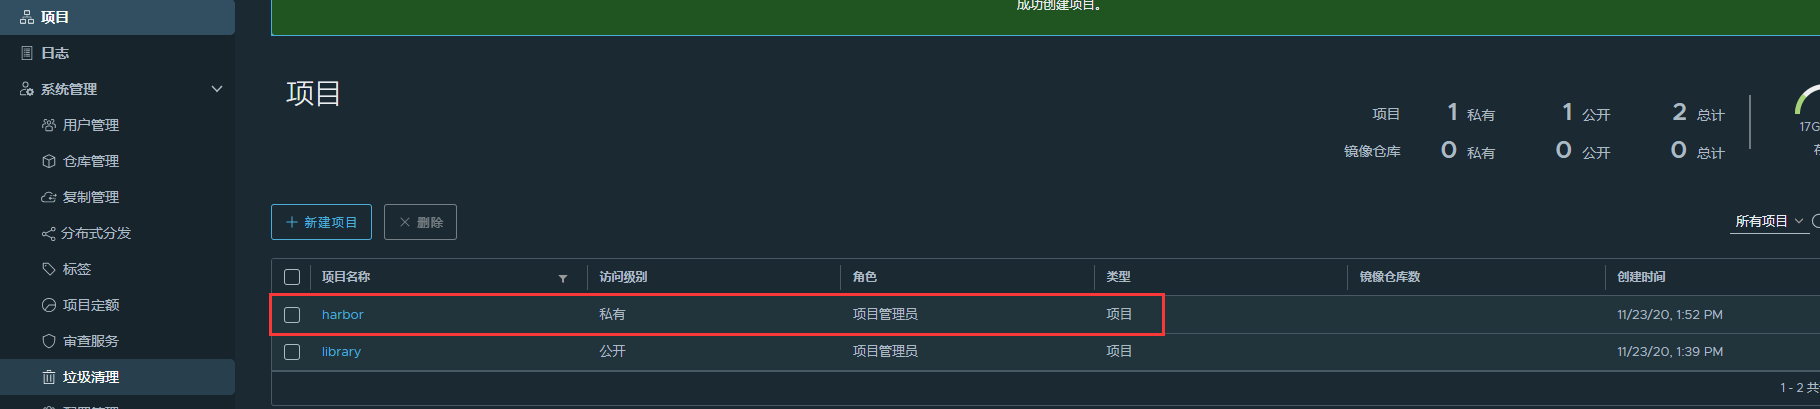 项目
日志
系统管理
用户管理
仓库管理
复制管理
分布式分发
标签
项目定额
审查服务
垃圾清理
成功创建项目。
项目
项目 1 私有 1 公开 2 总计
镜像仓库 0 私有 0 公开 0 总计
17G
新建项目 删除
所有项目
项目名称 访问级别 角色 类型 镜像仓库数 创建时间
harbor 私有 项目管理员 项目 11/23/20, 1:52 PM
library 公开 项目管理员 项目 11/23/20, 1:39 PM
1 - 2 共